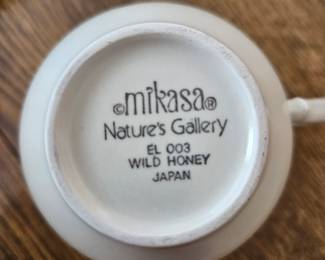 ©mikasa®
Nature's Gallery
EL 003
WILD HONEY
JAPAN